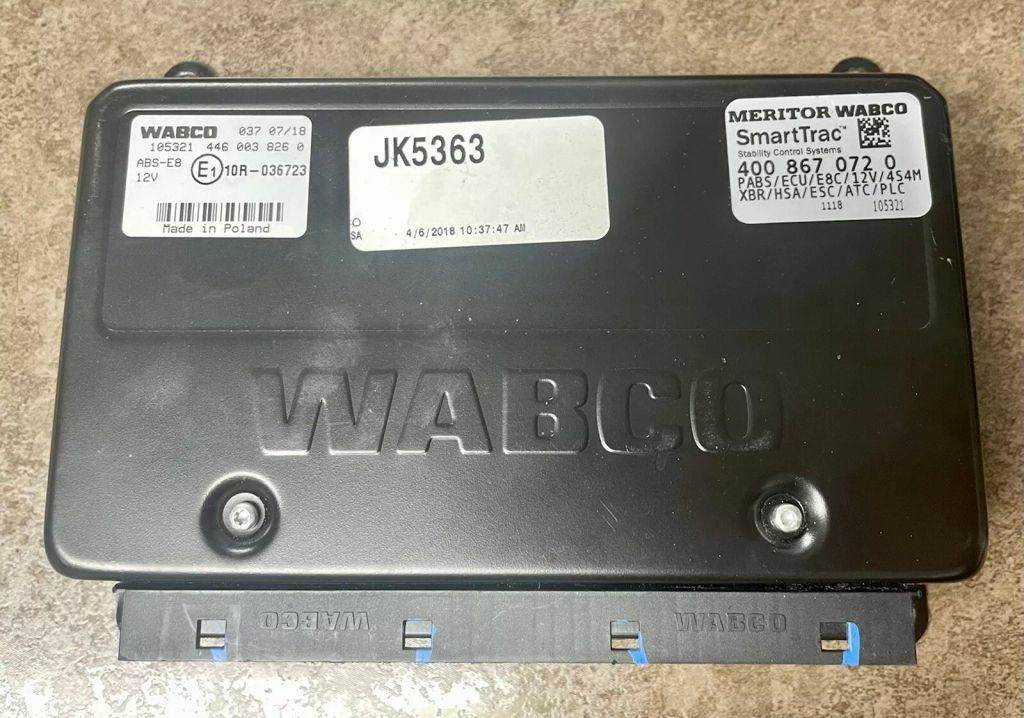 WABCO 037 07/18
105321 446 003 826 0
ABS-E8
12V
E1 10R-036723
Made in Poland
JK5363
SA 4/6/2018 10:37:47 AM
MERITOR WABCO
SmartTrac™
Stability Control Systems
400 867 072 0
PABS/ECU/E8C/12V/4S4M
XBR/HSA/ESC/ATC/PLC
1118 105321
WABCO
WABCO
WABCO